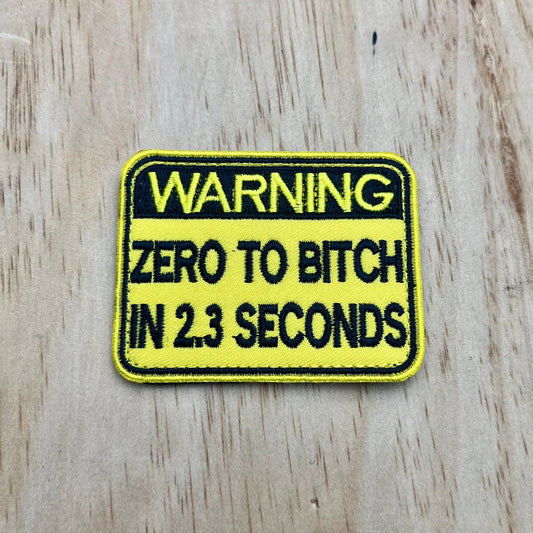 WARNING
ZERO TO BITCH
IN 2.3 SECONDS